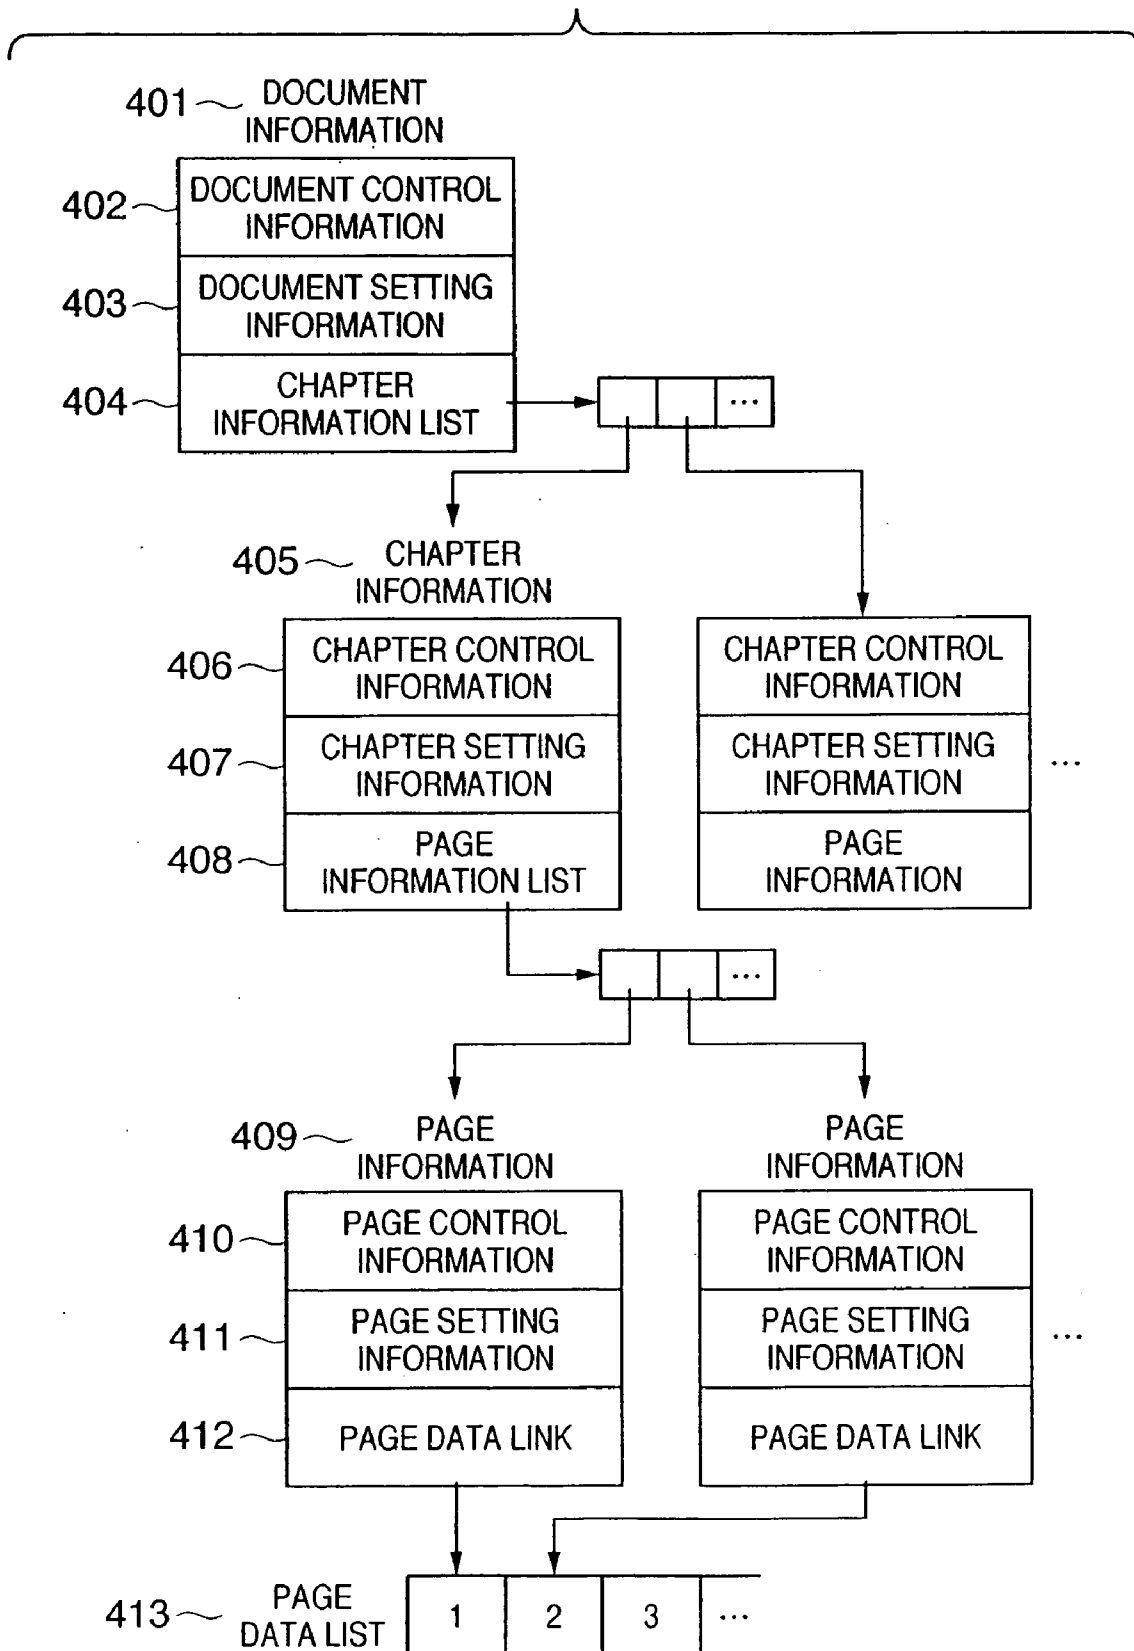 401 DOCUMENT
INFORMATION
402 DOCUMENT CONTROL
INFORMATION
403 DOCUMENT SETTING
INFORMATION
404 CHAPTER
INFORMATION LIST
...
405 CHAPTER
INFORMATION
406 CHAPTER CONTROL
INFORMATION
407 CHAPTER SETTING
INFORMATION
408 PAGE
INFORMATION LIST
CHAPTER CONTROL
INFORMATION
CHAPTER SETTING
INFORMATION
...
PAGE
INFORMATION
...
409 PAGE
INFORMATION
410 PAGE CONTROL
INFORMATION
411 PAGE SETTING
INFORMATION
412 PAGE DATA LINK
PAGE
INFORMATION
PAGE CONTROL
INFORMATION
PAGE SETTING
INFORMATION
...
PAGE DATA LINK
413 PAGE
DATA LIST
1 2 3 ...